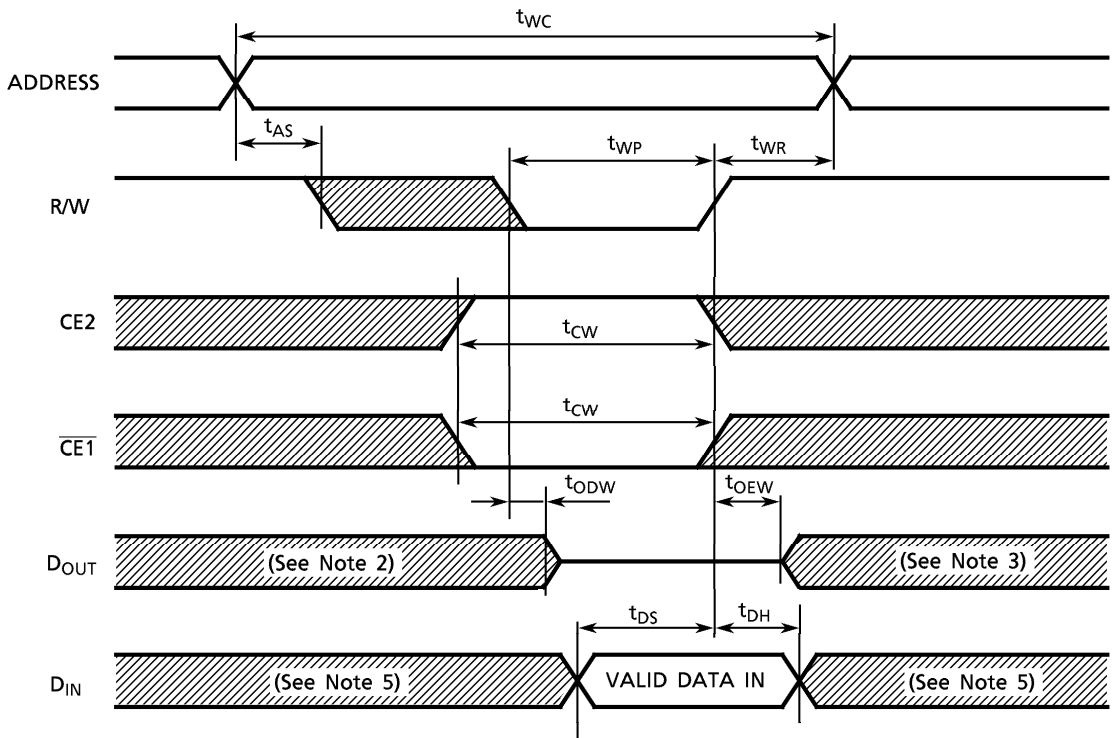 tWC
ADDRESS
tAS
tWP
tWR
R/W
CE2
tCW
tCW
CE1
tODW
tOEW
DOUT
(See Note 2)
(See Note 3)
tDS
tDH
DIN
(See Note 5)
VALID DATA IN
(See Note 5)